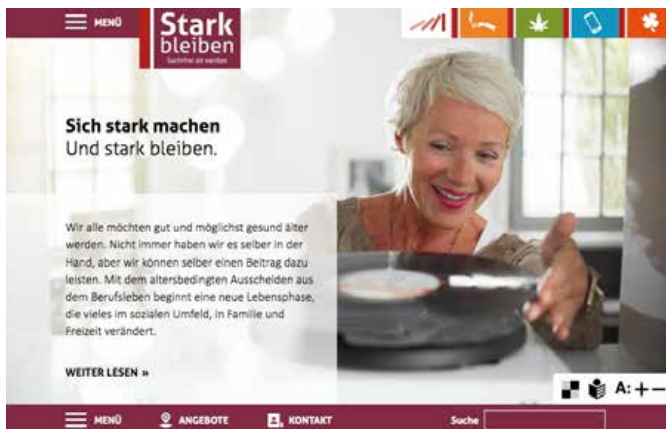 MENÜ
Stark
bleiben
Suchtfrei alt werden
Sich stark machen
Und stark bleiben.
Wir alle möchten gut und möglichst gesund älter
werden. Nicht immer haben wir es selber in der
Hand, aber wir können selber einen Beitrag dazu
leisten. Mit dem altersbedingten Ausscheiden aus
dem Berufsleben beginnt eine neue Lebensphase,
die vieles im sozialen Umfeld, in Familie und
Freizeit verändert.
WEITER LESEN »
A: + −
MENÜ ANGEBOTE KONTAKT Suche